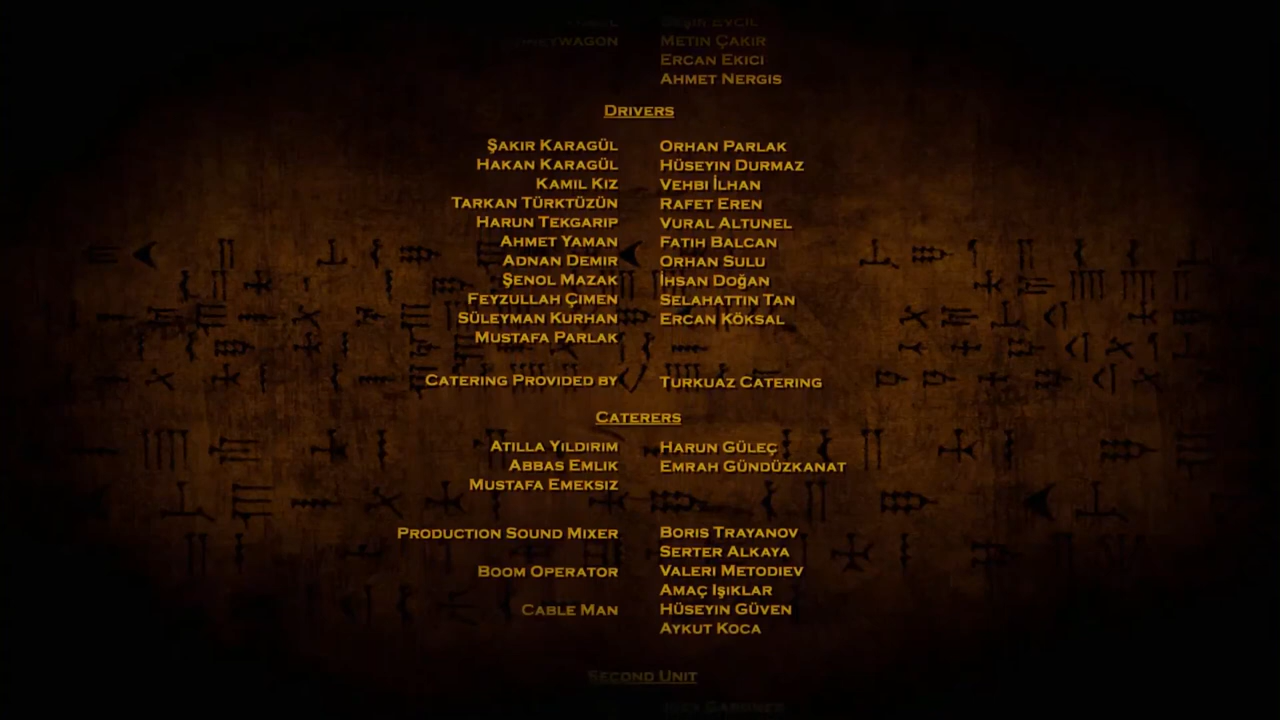 Evcil
Metin Çakir
Ercan Ekici
Ahmet Nergis
Drivers
Şakir Karagül Orhan Parlak
Hakan Karagül Hüseyin Durmaz
Kamil Kiz Vehbi İlhan
Tarkan Türktüzün Rafet Eren
Harun Tekgarip Vural Altunel
Ahmet Yaman Fatih Balcan
Adnan Demir Orhan Sulu
Şenol Mazak İhsan Doğan
Feyzullah Çimen Selahattin Tan
Süleyman Kurhan Ercan Köksal
Mustafa Parlak
Catering Provided by Turkuaz Catering
Caterers
Atilla Yildirim Harun Güleç
Abbas Emlik Emrah Gündüzkanat
Mustafa Emeksiz
Production Sound Mixer Boris Trayanov
Serter Alkaya
Boom Operator Valeri Metodiev
Amaç Işiklar
Cable Man Hüseyin Güven
Aykut Koca
Second Unit